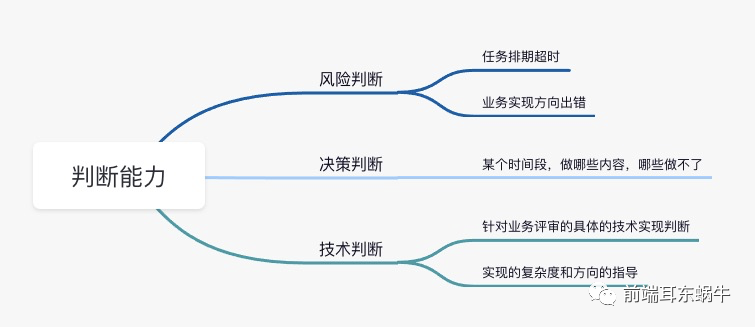 判断能力
风险判断
任务排期超时
业务实现方向出错
决策判断
某个时间段，做哪些内容，哪些做不了
技术判断
针对业务评审的具体的技术实现判断
实现的复杂度和方向的指导
前端耳东蜗牛